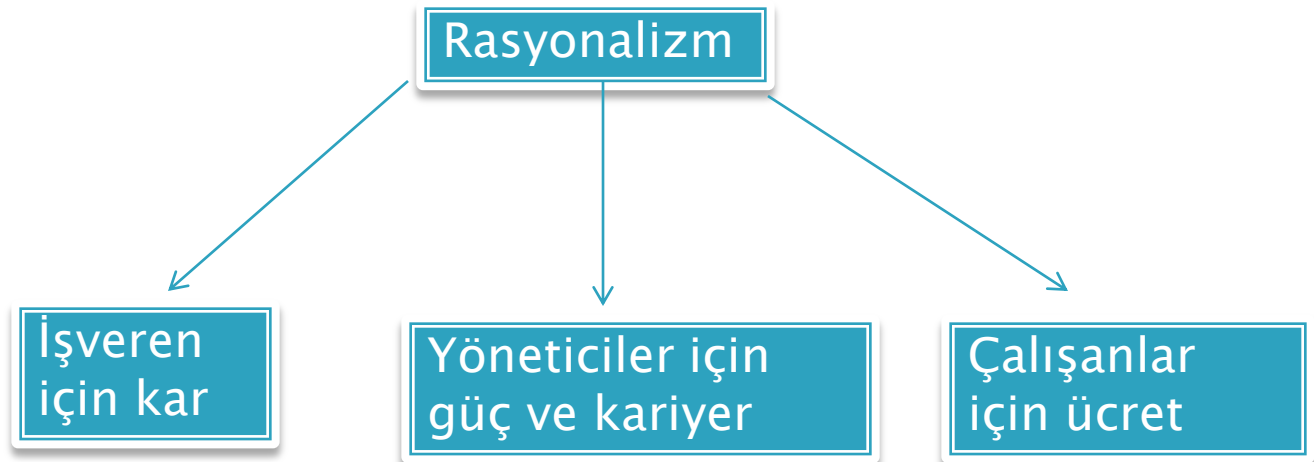 Rasyonalizm
İşveren
için kar
Yöneticiler için
güç ve kariyer
Çalışanlar
için ücret